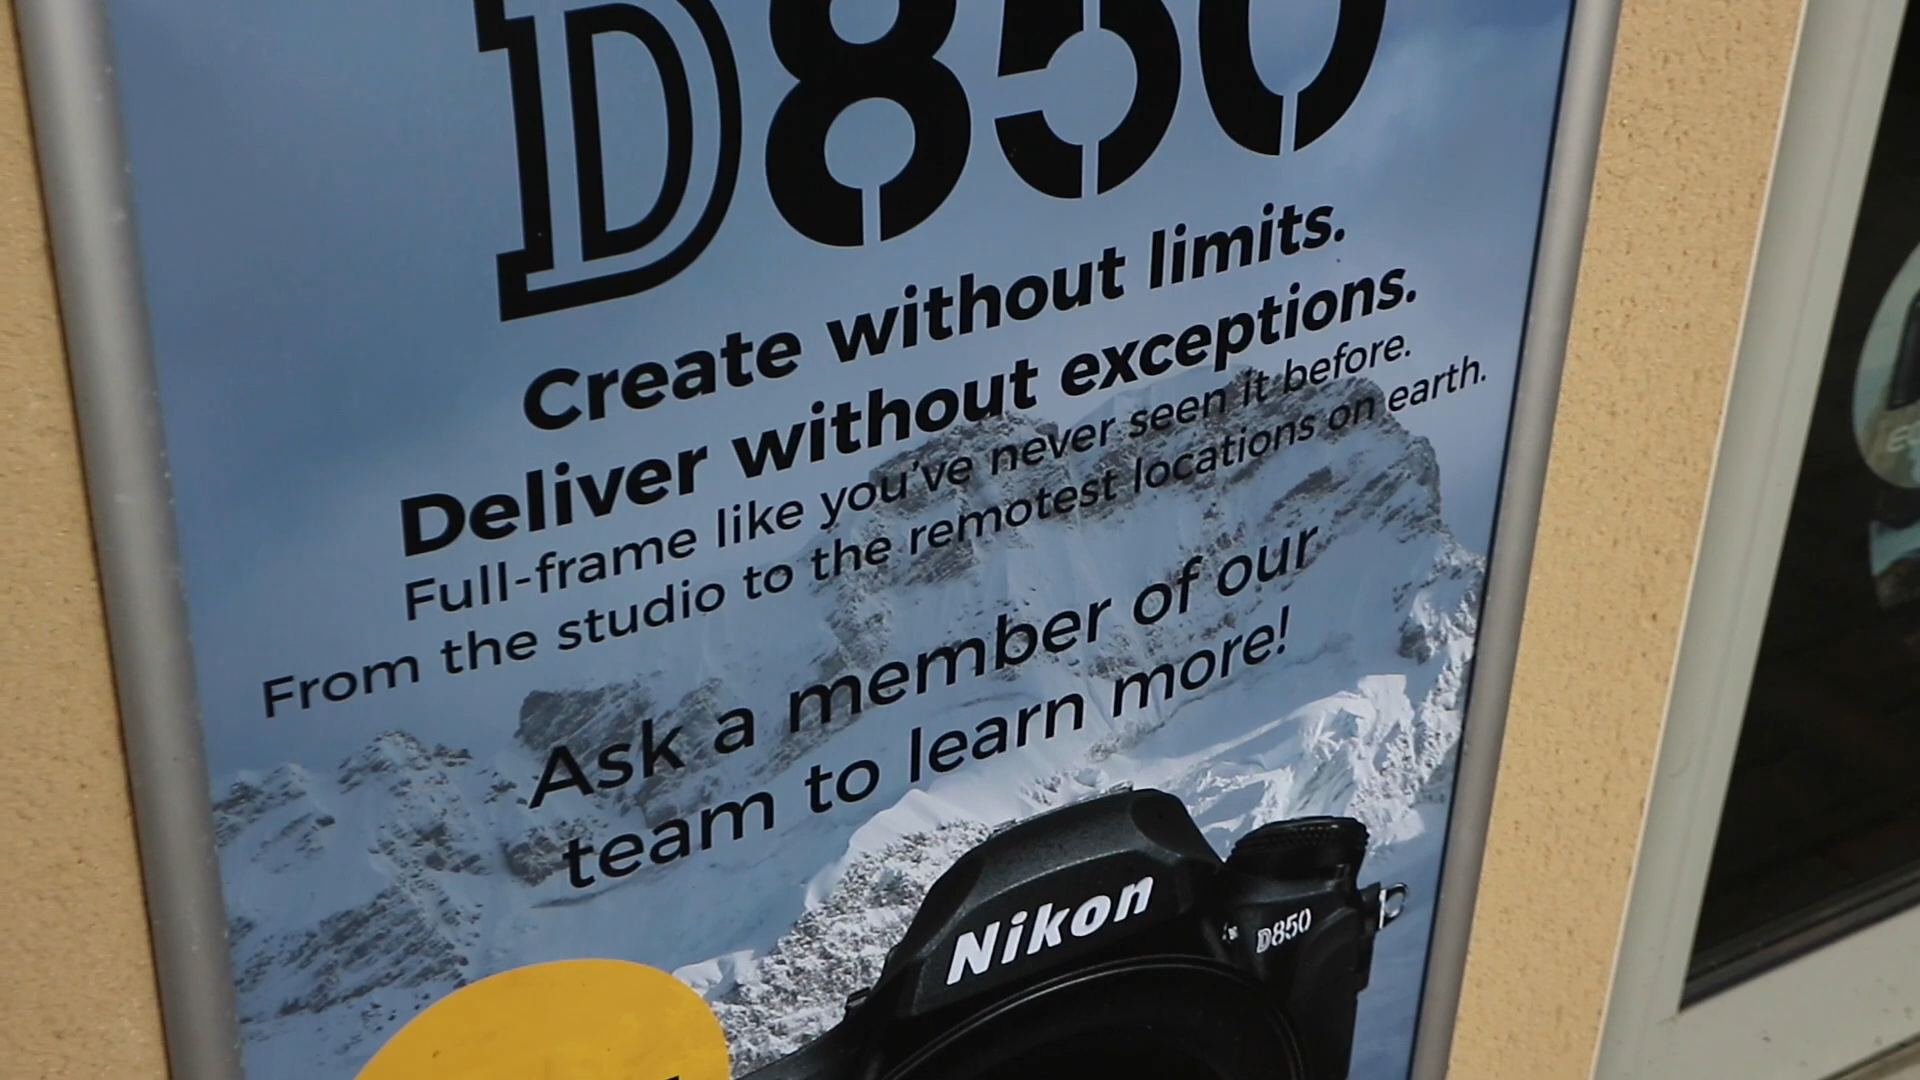 D850
Create without limits.
Deliver without exceptions.
Full-frame like you've never seen it before.
From the studio to the remotest locations on earth.
Ask a member of our
team to learn more!
Nikon
D850